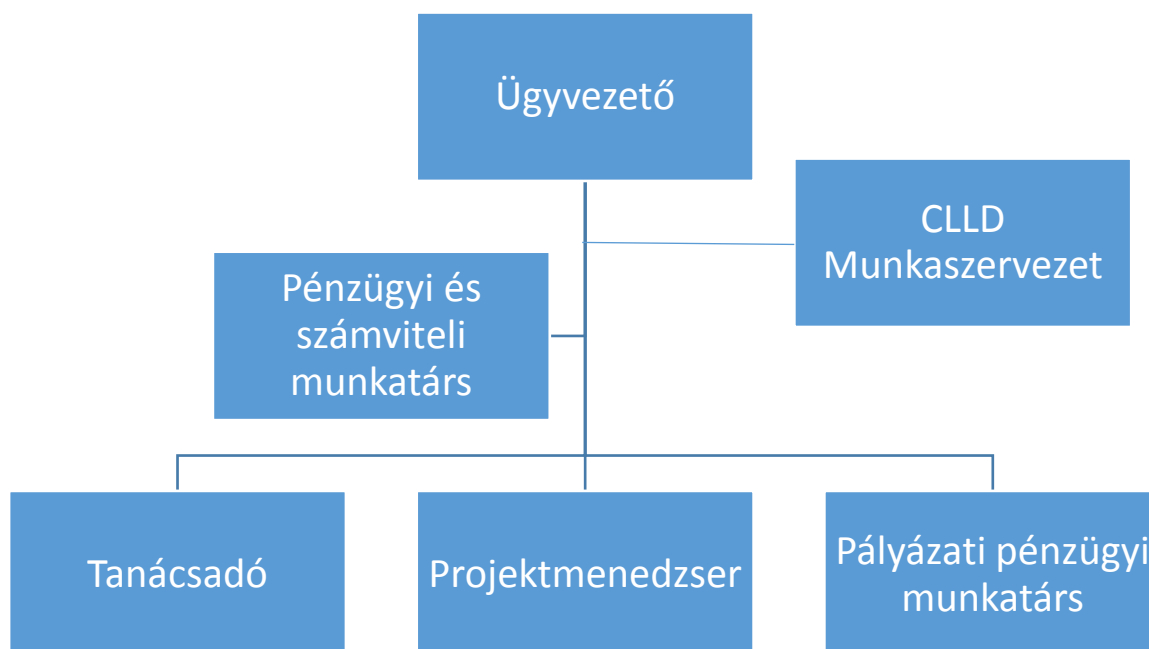 Ügyvezető
CLLD
Munkaszervezet
Pénzügyi és
számviteli
munkatárs
Tanácsadó
Projektmenedzser
Pályázati pénzügyi
munkatárs